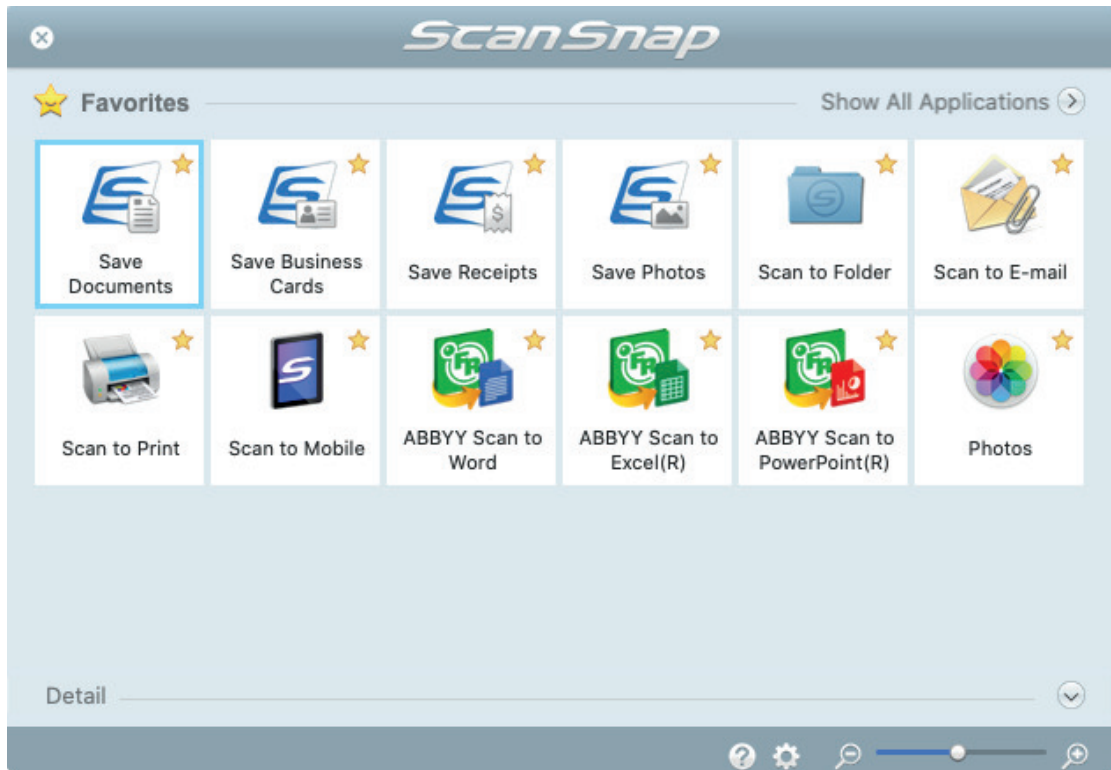 ScanSnap
Favorites
Show All Applications
Save
Documents
Save Business
Cards
Save Receipts
Save Photos
Scan to Folder
Scan to E-mail
Scan to Print
Scan to Mobile
ABBYY Scan to
Word
ABBYY Scan to
Excel(R)
ABBYY Scan to
PowerPoint(R)
Photos
Detail